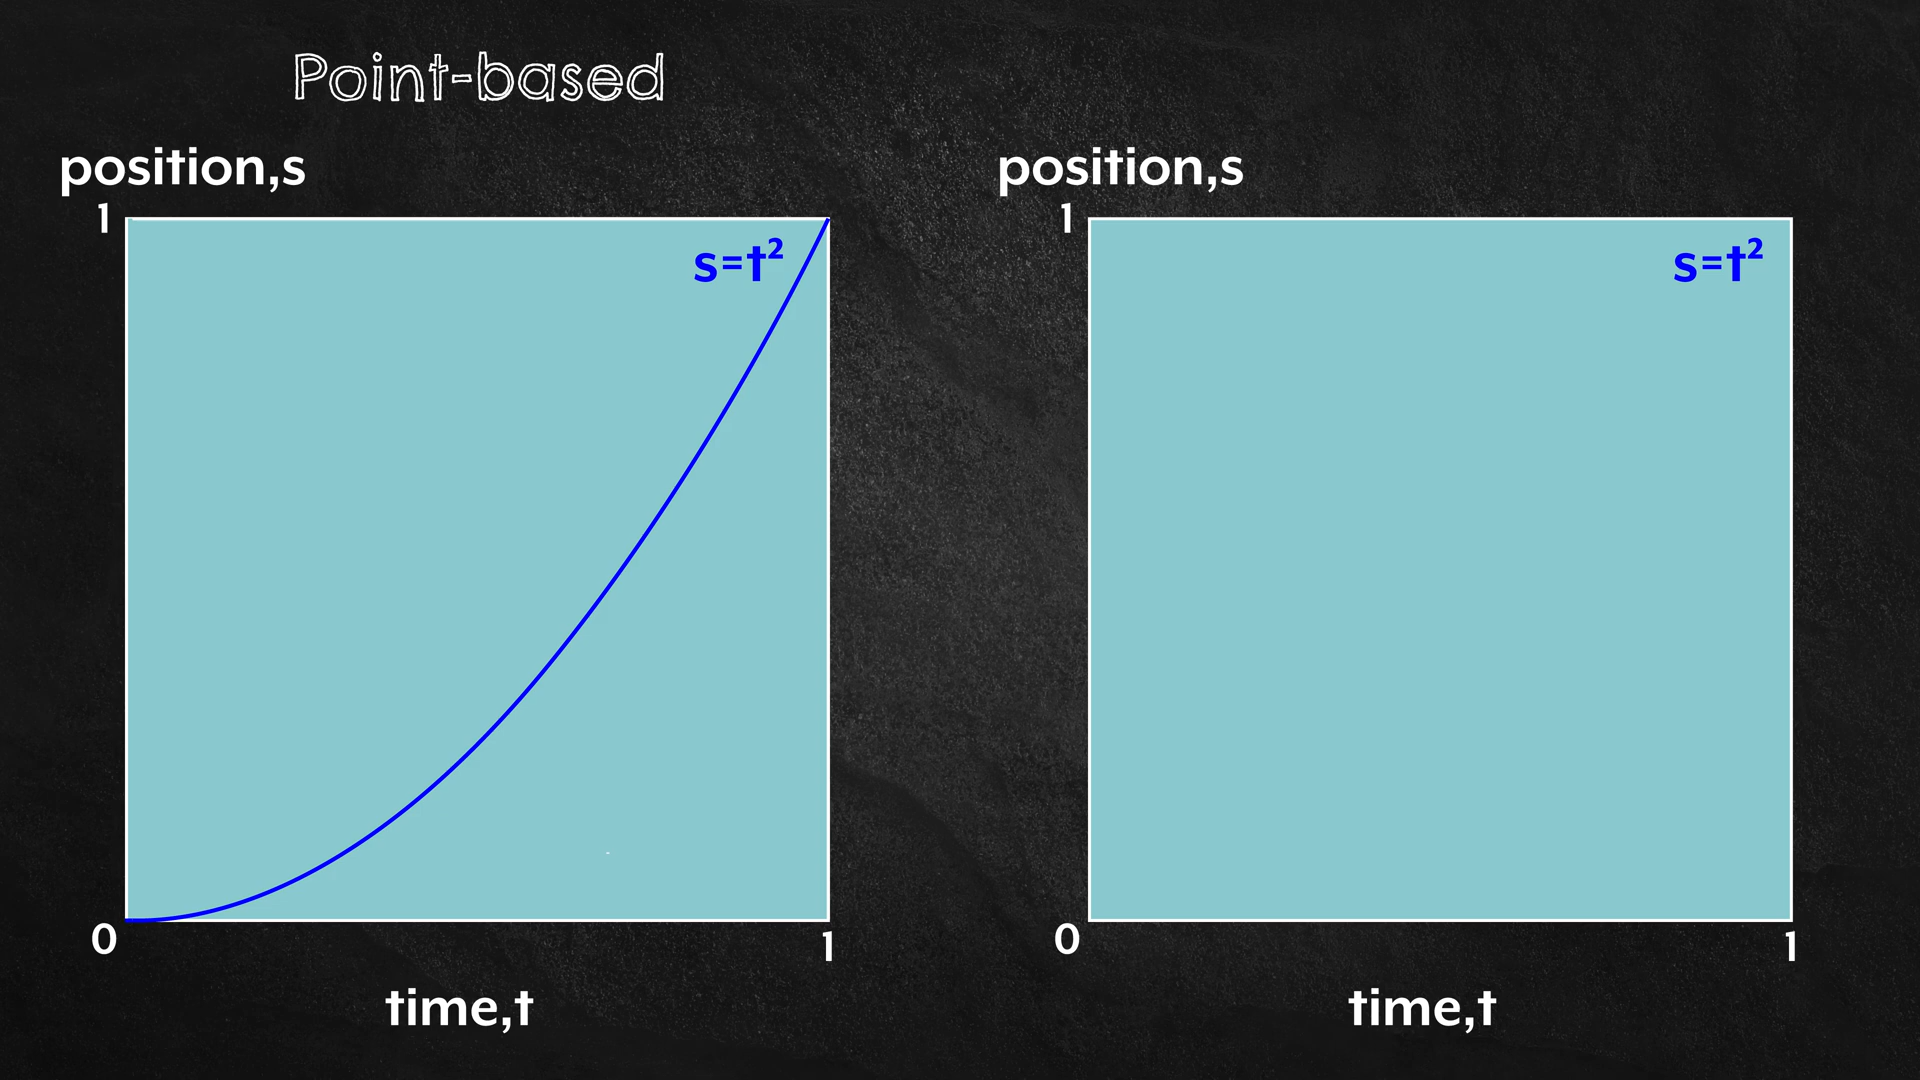 Point-based
position,s
1
s=t²
0
1
time,t
position,s
1
s=t²
0
1
time,t